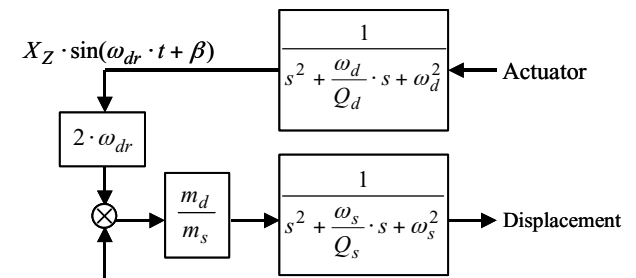 X_Z · sin(ω_dr · t + β)
1
s² + ω_d/Q_d · s + ω_d²
Actuator
2 · ω_dr
m_d/m_s
1
s² + ω_s/Q_s · s + ω_s²
Displacement